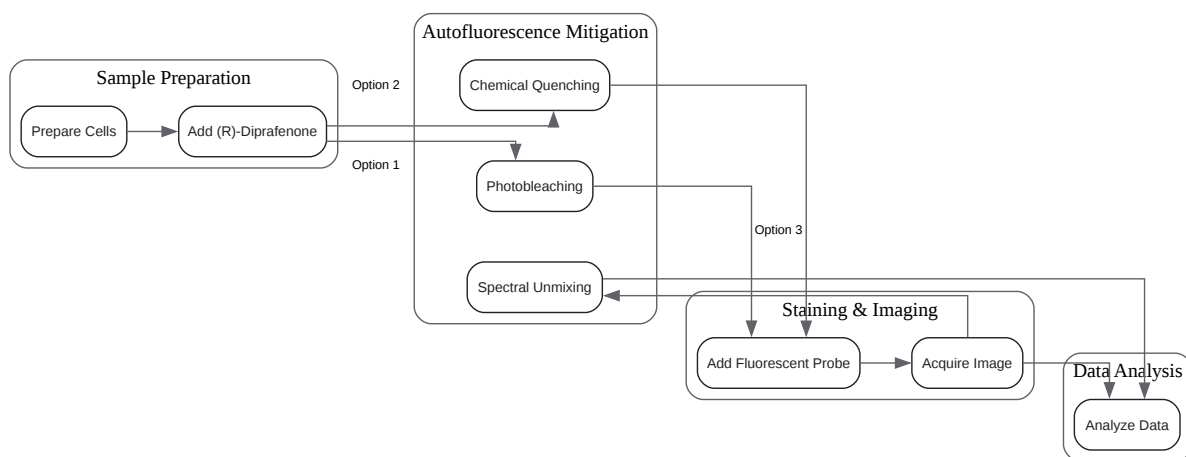 Autofluorescence Mitigation
Sample Preparation
Option 2
Chemical Quenching
Prepare Cells
Add (R)-Diprafenone
Option 1
Photobleaching
Option 3
Spectral Unmixing
Staining & Imaging
Add Fluorescent Probe
Acquire Image
Data Analysis
Analyze Data